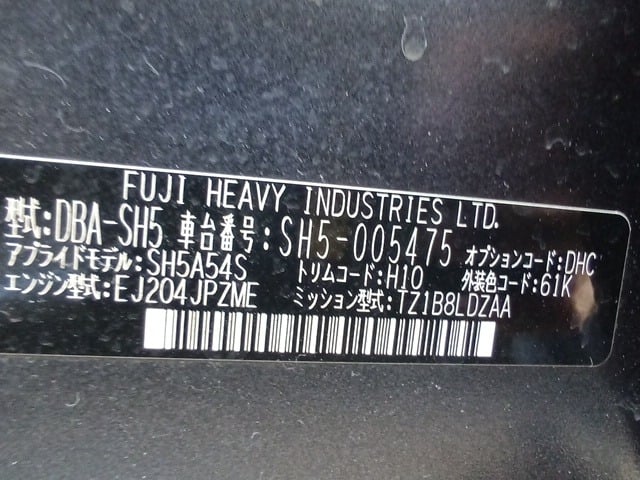 FUJI HEAVY INDUSTRIES LTD.
型式:DBA-SH5 車台番号:SH5-005475 オプションコード:DHC
アプライドモデル:SH5A54S トリムコード:H10 外装色コード:61K
エンジン型式:EJ204JPZME ミッション型式:TZ1B8LDZAA